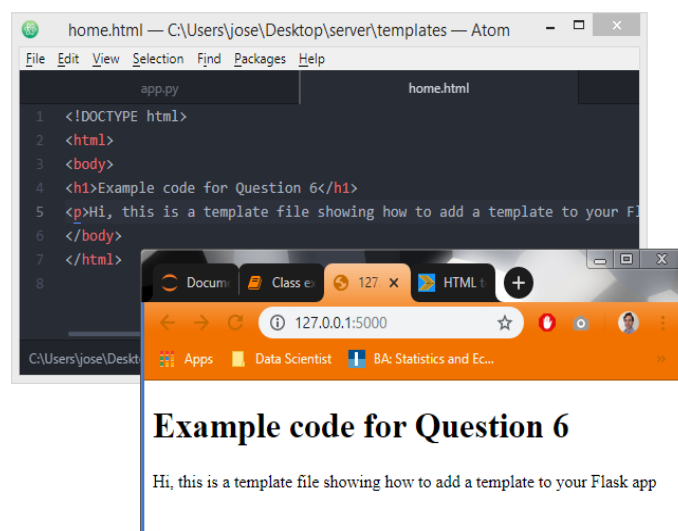 home.html — C:\Users\jose\Desktop\server\templates — Atom
File Edit View Selection Find Packages Help
app.py home.html
1 <!DOCTYPE html>
2 <html>
3 <body>
4 <h1>Example code for Question 6</h1>
5 <p>Hi, this is a template file showing how to add a template to your Fl
6 </body>
7 </html>
8
C:\Users\jose\Deskt
Docum Class e 127 HTML t
127.0.0.1:5000
Apps Data Scientist BA: Statistics and Ec...
Example code for Question 6
Hi, this is a template file showing how to add a template to your Flask app